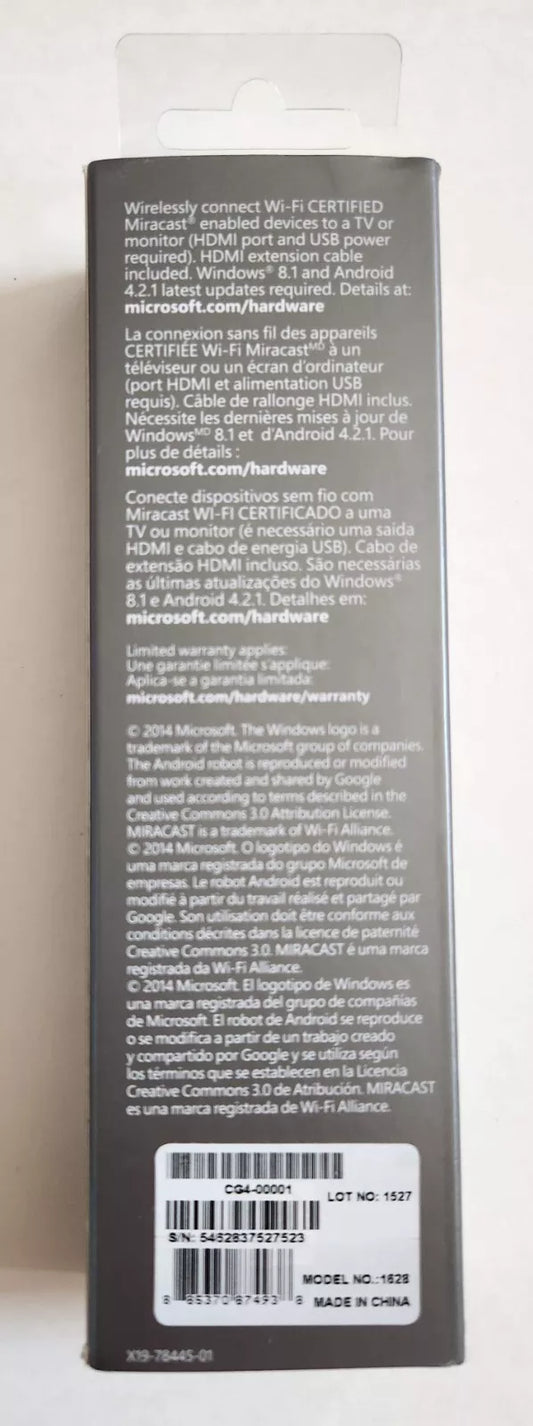 Wirelessly connect Wi-Fi CERTIFIED
Miracast® enabled devices to a TV or
monitor (HDMI port and USB power
required). HDMI extension cable
included. Windows® 8.1 and Android
4.2.1 latest updates required. Details at:
microsoft.com/hardware
La connexion sans fil des appareils
CERTIFIÉE Wi-Fi Miracast ᴹᴰ à un
téléviseur ou un écran d'ordinateur
(port HDMI et alimentation USB
requis). Câble de rallonge HDMI inclus.
Nécessite les dernières mises à jour de
Windows ᴹᴰ 8.1 et d'Android 4.2.1. Pour
plus de détails :
microsoft.com/hardware
Conecte dispositivos sem fio com
Miracast WI-FI CERTIFICADO a uma
TV ou monitor (é necessário uma saída
HDMI e cabo de energia USB). Cabo de
extensão HDMI incluso. São necessárias
as últimas atualizações do Windows®
8.1 e Android 4.2.1. Detalhes em:
microsoft.com/hardware
Limited warranty applies:
Une garantie limitée s'applique:
Aplica-se a garantia limitada:
microsoft.com/hardware/warranty
© 2014 Microsoft. The Windows logo is a
trademark of the Microsoft group of companies.
The Android robot is reproduced or modified
from work created and shared by Google
and used according to terms described in the
Creative Commons 3.0 Attribution License.
MIRACAST is a trademark of Wi-Fi Alliance.
© 2014 Microsoft. O logotipo do Windows é
uma marca registrada do grupo Microsoft de
empresas. Le robot Android est reproduit ou
modifié à partir du travail réalisé et partagé par
Google. Son utilisation doit être conforme aux
conditions décrites dans la licence de paternité
Creative Commons 3.0. MIRACAST é uma marca
registrada da Wi-Fi Alliance.
© 2014 Microsoft. El logotipo de Windows es
una marca registrada del grupo de compañías
de Microsoft. El robot de Android se reproduce
o se modifica a partir de un trabajo creado
y compartido por Google y se utiliza según
los términos que se establecen en la Licencia
Creative Commons 3.0 de Atribución. MIRACAST
es una marca registrada de Wi-Fi Alliance.
CG4-00001
LOT NO: 1527
S/N: 5462837527523
MODEL NO.:1628
8 85370 87493 8
MADE IN CHINA
X19-78445-01